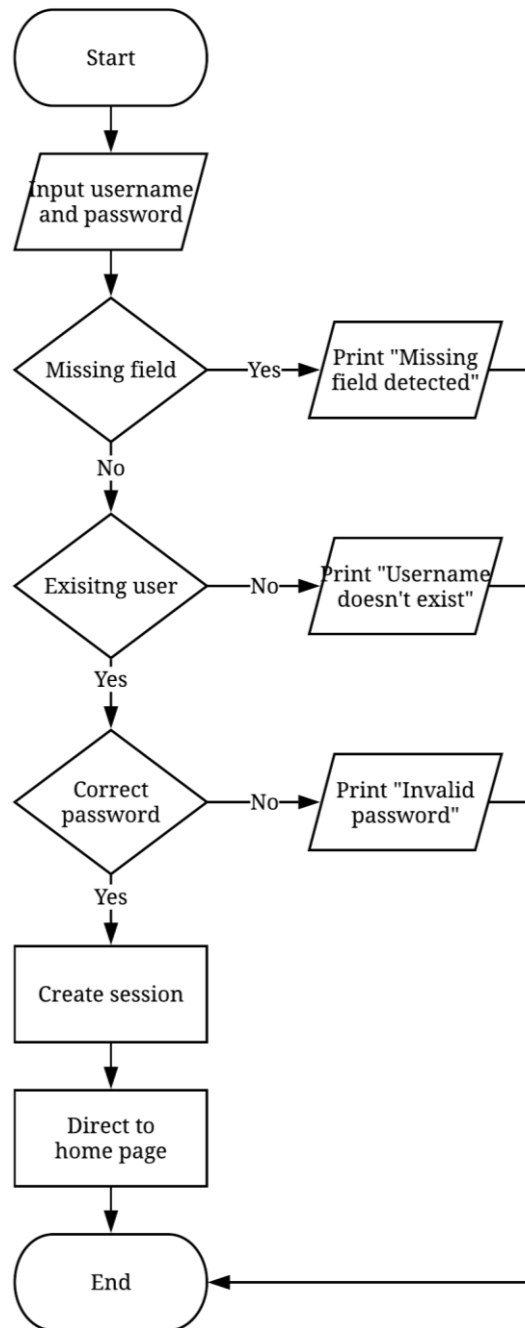 Start
Input username
and password
Missing field
Yes
Print "Missing
field detected"
No
Exisitng user
No
Print "Username
doesn't exist"
Yes
Correct
password
No
Print "Invalid
password"
Yes
Create session
Direct to
home page
End